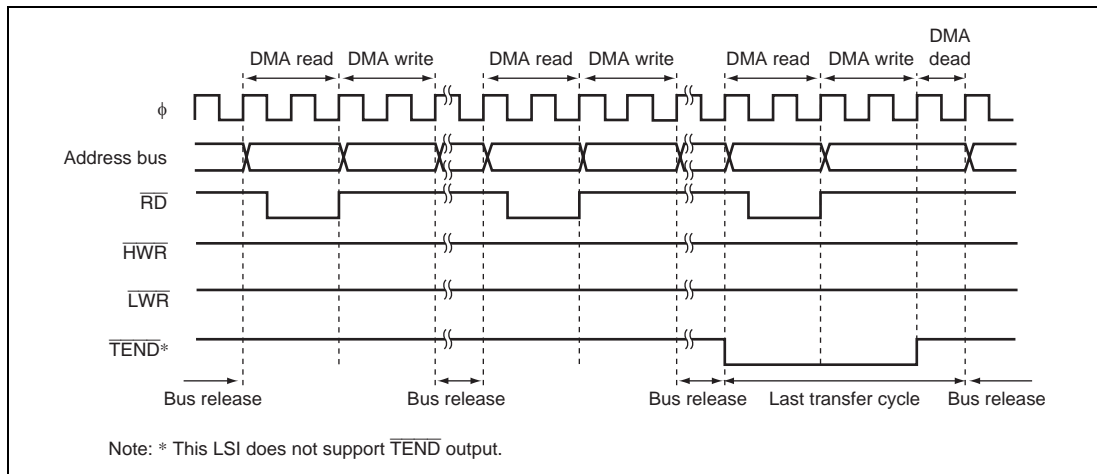 DMA
dead
DMA read DMA write DMA read DMA write DMA read DMA write
ϕ
Address bus
RD
HWR
LWR
TEND*
Bus release Bus release Bus release Last transfer cycle Bus release
Note: * This LSI does not support TEND output.